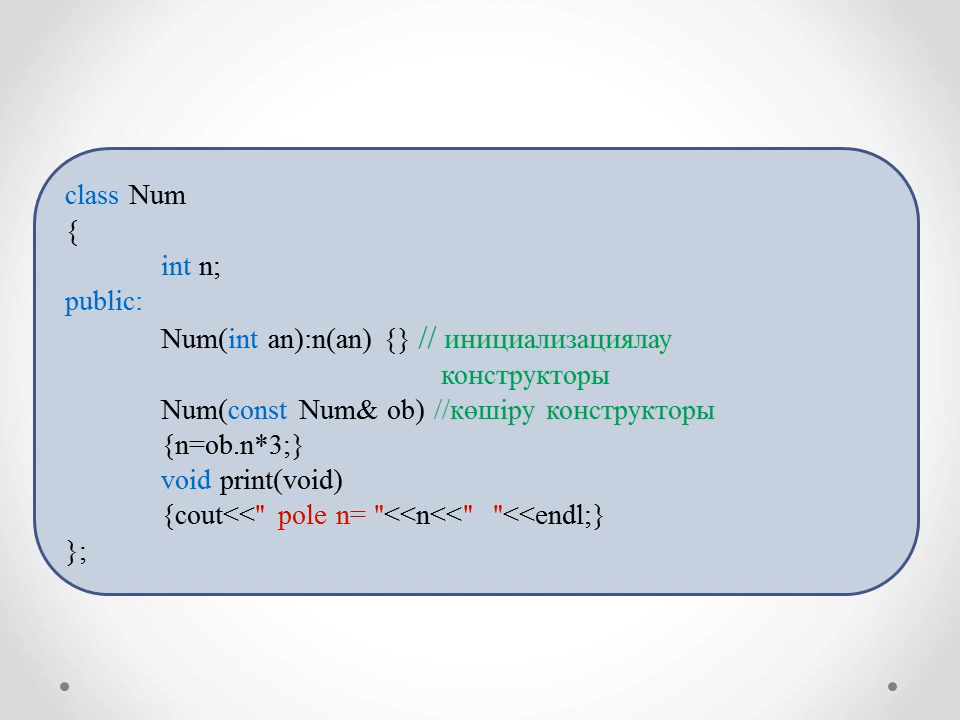 class Num
{
int n;
public:
Num(int an):n(an) {} // инициализациялау
конструкторы
Num(const Num& ob) //көшіру конструкторы
{n=ob.n*3;}
void print(void)
{cout<<" pole n= "<<n<<" "<<endl;}
};